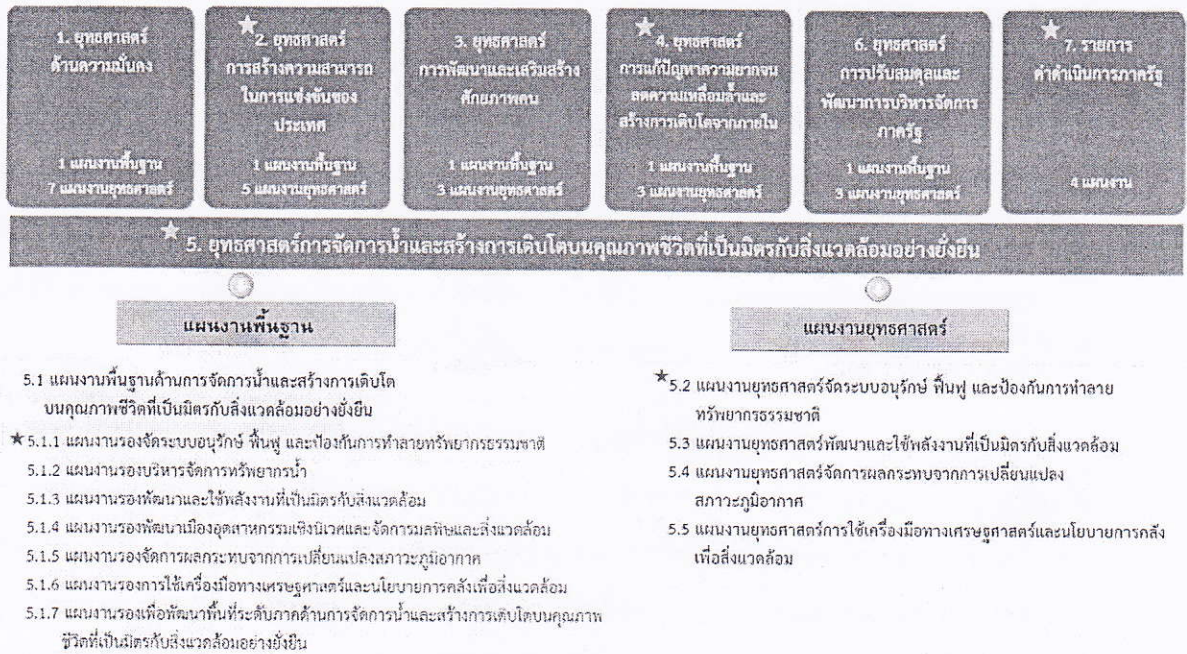 1. ยุทธศาสตร์
ด้านความมั่นคง
1 แผนงานพื้นฐาน
7 แผนงานยุทธศาสตร์
2. ยุทธศาสตร์
การสร้างความสามารถ
ในการแข่งขันของ
ประเทศ
1 แผนงานพื้นฐาน
5 แผนงานยุทธศาสตร์
3. ยุทธศาสตร์
การพัฒนาและเสริมสร้าง
ศักยภาพคน
1 แผนงานพื้นฐาน
3 แผนงานยุทธศาสตร์
4. ยุทธศาสตร์
การแก้ปัญหาความยากจน
ลดความเหลื่อมล้ำและ
สร้างการเติบโตจากภายใน
1 แผนงานพื้นฐาน
3 แผนงานยุทธศาสตร์
6. ยุทธศาสตร์
การปรับสมดุลและ
พัฒนาการบริหารจัดการ
ภาครัฐ
1 แผนงานพื้นฐาน
3 แผนงานยุทธศาสตร์
7. รายการ
ค่าดำเนินการภาครัฐ
4 แผนงาน
5. ยุทธศาสตร์การจัดการน้ำและสร้างการเติบโตบนคุณภาพชีวิตที่เป็นมิตรกับสิ่งแวดล้อมอย่างยั่งยืน
แผนงานพื้นฐาน
5.1 แผนงานพื้นฐานด้านการจัดการน้ำและสร้างการเติบโต
บนคุณภาพชีวิตที่เป็นมิตรกับสิ่งแวดล้อมอย่างยั่งยืน
5.1.1 แผนงานรองจัดระบบอนุรักษ์ ฟื้นฟู และป้องกันการทำลายทรัพยากรธรรมชาติ
5.1.2 แผนงานรองบริหารจัดการทรัพยากรน้ำ
5.1.3 แผนงานรองพัฒนาและใช้พลังงานที่เป็นมิตรกับสิ่งแวดล้อม
5.1.4 แผนงานรองพัฒนาเมืองอุตสาหกรรมเชิงนิเวศและจัดการมลพิษและสิ่งแวดล้อม
5.1.5 แผนงานรองจัดการผลกระทบจากการเปลี่ยนแปลงสภาวะภูมิอากาศ
5.1.6 แผนงานรองการใช้เครื่องมือทางเศรษฐศาสตร์และนโยบายการคลังเพื่อสิ่งแวดล้อม
5.1.7 แผนงานรองเพื่อพัฒนาพื้นที่ระดับภาคด้านการจัดการน้ำและสร้างการเติบโตบนคุณภาพ
ชีวิตที่เป็นมิตรกับสิ่งแวดล้อมอย่างยั่งยืน
แผนงานยุทธศาสตร์
5.2 แผนงานยุทธศาสตร์จัดระบบอนุรักษ์ ฟื้นฟู และป้องกันการทำลาย
ทรัพยากรธรรมชาติ
5.3 แผนงานยุทธศาสตร์พัฒนาและใช้พลังงานที่เป็นมิตรกับสิ่งแวดล้อม
5.4 แผนงานยุทธศาสตร์จัดการผลกระทบจากการเปลี่ยนแปลง
สภาวะภูมิอากาศ
5.5 แผนงานยุทธศาสตร์การใช้เครื่องมือทางเศรษฐศาสตร์และนโยบายการคลัง
เพื่อสิ่งแวดล้อม